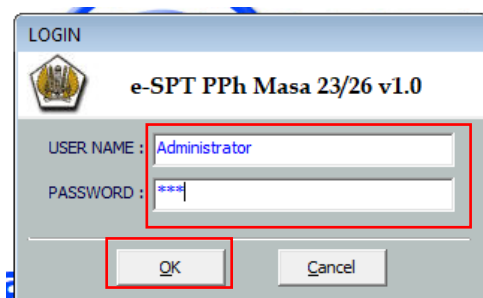 LOGIN
e-SPT PPh Masa 23/26 v1.0
USER NAME : Administrator
PASSWORD : ***
OK Cancel